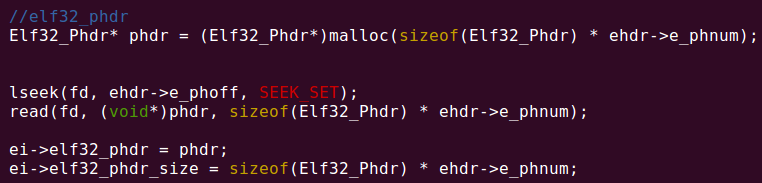 //elf32_phdr
Elf32_Phdr* phdr = (Elf32_Phdr*)malloc(sizeof(Elf32_Phdr) * ehdr->e_phnum);
lseek(fd, ehdr->e_phoff, SEEK_SET);
read(fd, (void*)phdr, sizeof(Elf32_Phdr) * ehdr->e_phnum);
ei->elf32_phdr = phdr;
ei->elf32_phdr_size = sizeof(Elf32_Phdr) * ehdr->e_phnum;